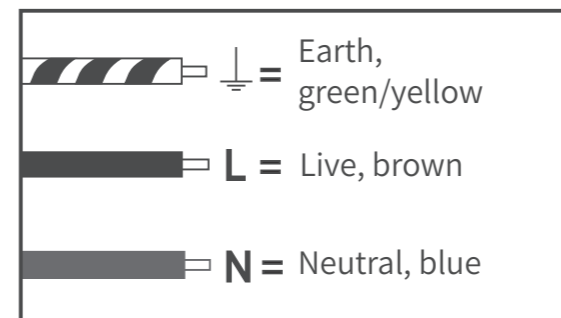 = Earth,
green/yellow
L = Live, brown
N = Neutral, blue